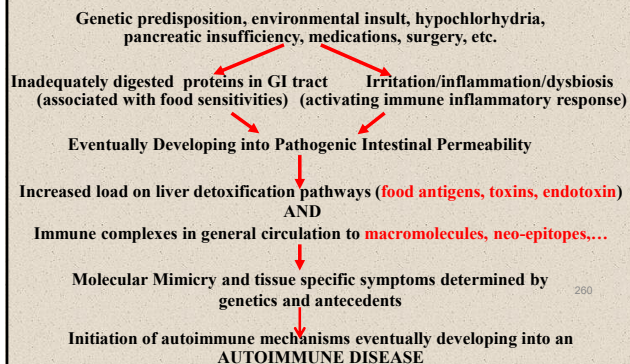 Genetic predisposition, environmental insult, hypochlorhydria,
pancreatic insufficiency, medications, surgery, etc.
Inadequately digested proteins in GI tract
(associated with food sensitivities)
Irritation/inflammation/dysbiosis
(activating immune inflammatory response)
Eventually Developing into Pathogenic Intestinal Permeability
Increased load on liver detoxification pathways (food antigens, toxins, endotoxin)
AND
Immune complexes in general circulation to macromolecules, neo-epitopes,…
Molecular Mimicry and tissue specific symptoms determined by
genetics and antecedents
260
Initiation of autoimmune mechanisms eventually developing into an
AUTOIMMUNE DISEASE